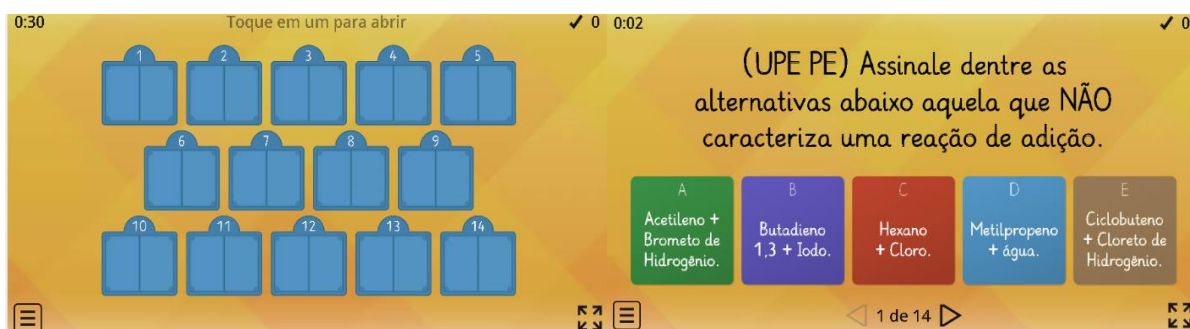 0:30
Toque em um para abrir
✓ 0
1
2
3
4
5
6
7
8
9
10
11
12
13
14
0:02
✓ 0
(UPE PE) Assinale dentre as
alternativas abaixo aquela que NÃO
caracteriza uma reação de adição.
A
Acetileno +
Brometo de
Hidrogênio.
B
Butadieno
1,3 + Iodo.
C
Hexano
+ Cloro.
D
Metilpropeno
+ água.
E
Ciclobuteno
+ Cloreto de
Hidrogênio.
1 de 14